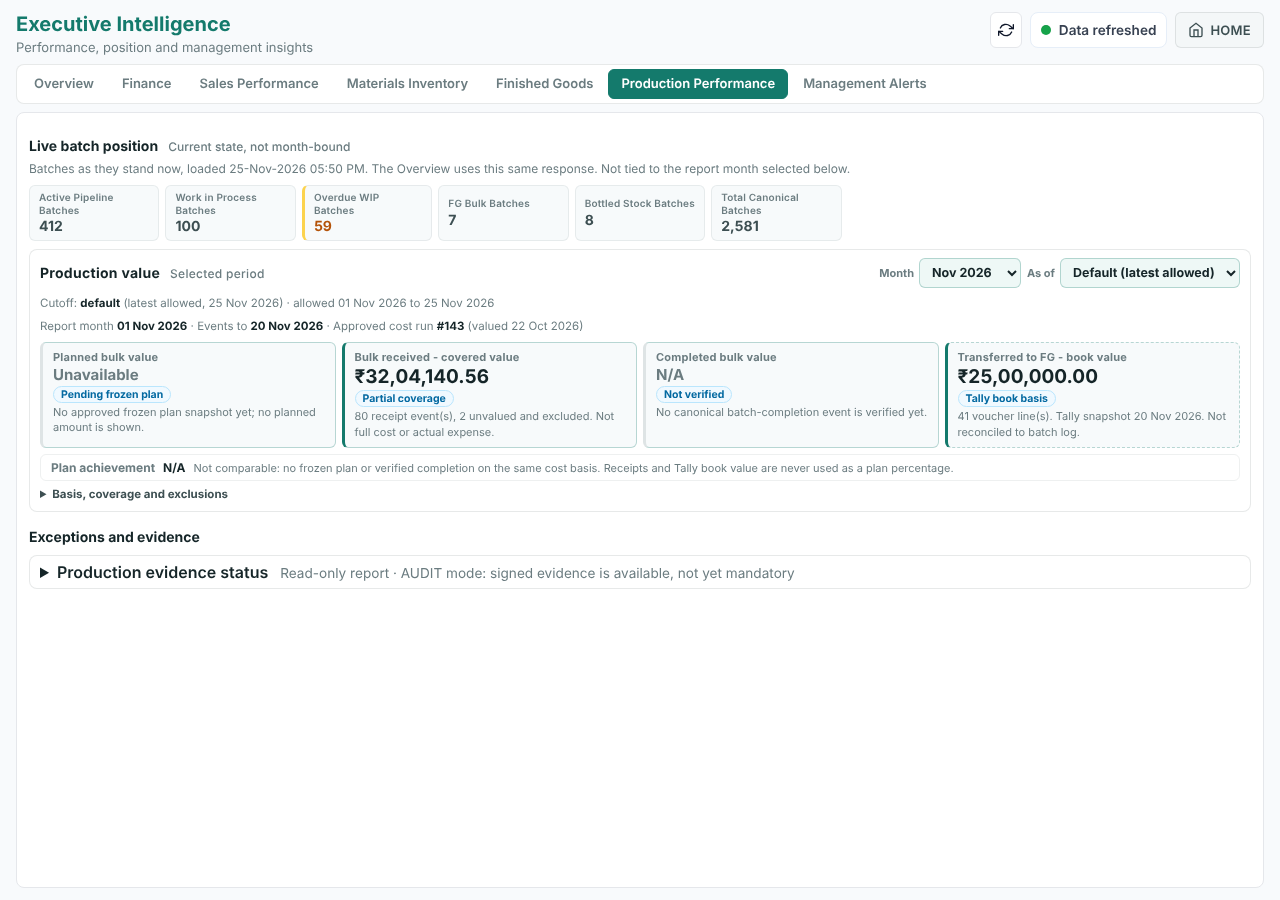 Executive Intelligence
Performance, position and management insights
Data refreshed
HOME
Overview
Finance
Sales Performance
Materials Inventory
Finished Goods
Production Performance
Management Alerts
Live batch position Current state, not month-bound
Batches as they stand now, loaded 25-Nov-2026 05:50 PM. The Overview uses this same response. Not tied to the report month selected below.
Active Pipeline
Batches
412
Work in Process
Batches
100
Overdue WIP
Batches
59
FG Bulk Batches
7
Bottled Stock Batches
8
Total Canonical
Batches
2,581
Production value Selected period
Month Nov 2026 As of Default (latest allowed)
Cutoff: default (latest allowed, 25 Nov 2026) · allowed 01 Nov 2026 to 25 Nov 2026
Report month 01 Nov 2026 · Events to 20 Nov 2026 · Approved cost run #143 (valued 22 Oct 2026)
Planned bulk value
Unavailable
Pending frozen plan
No approved frozen plan snapshot yet; no planned
amount is shown.
Bulk received - covered value
₹32,04,140.56
Partial coverage
80 receipt event(s), 2 unvalued and excluded. Not
full cost or actual expense.
Completed bulk value
N/A
Not verified
No canonical batch-completion event is verified yet.
Transferred to FG - book value
₹25,00,000.00
Tally book basis
41 voucher line(s). Tally snapshot 20 Nov 2026. Not
reconciled to batch log.
Plan achievement N/A Not comparable: no frozen plan or verified completion on the same cost basis. Receipts and Tally book value are never used as a plan percentage.
Basis, coverage and exclusions
Exceptions and evidence
Production evidence status Read-only report · AUDIT mode: signed evidence is available, not yet mandatory